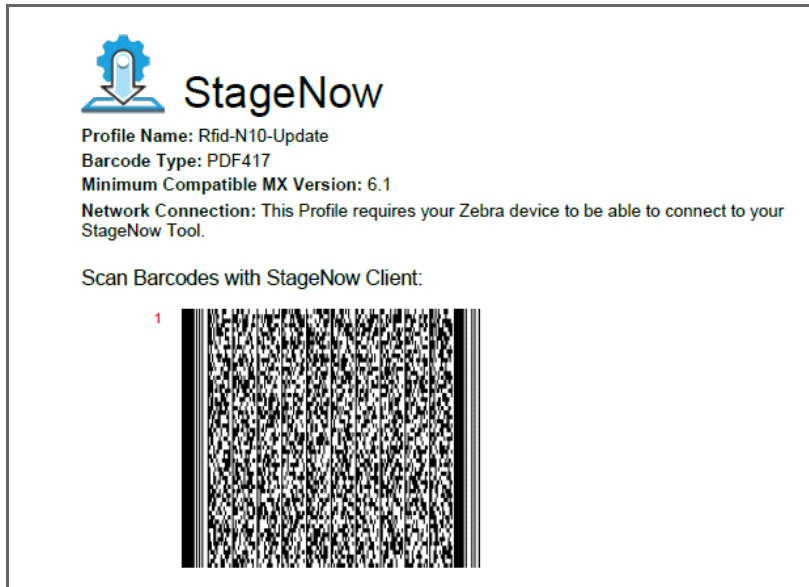 StageNow
Profile Name: Rfid-N10-Update
Barcode Type: PDF417
Minimum Compatible MX Version: 6.1
Network Connection: This Profile requires your Zebra device to be able to connect to your
StageNow Tool.
Scan Barcodes with StageNow Client:
1